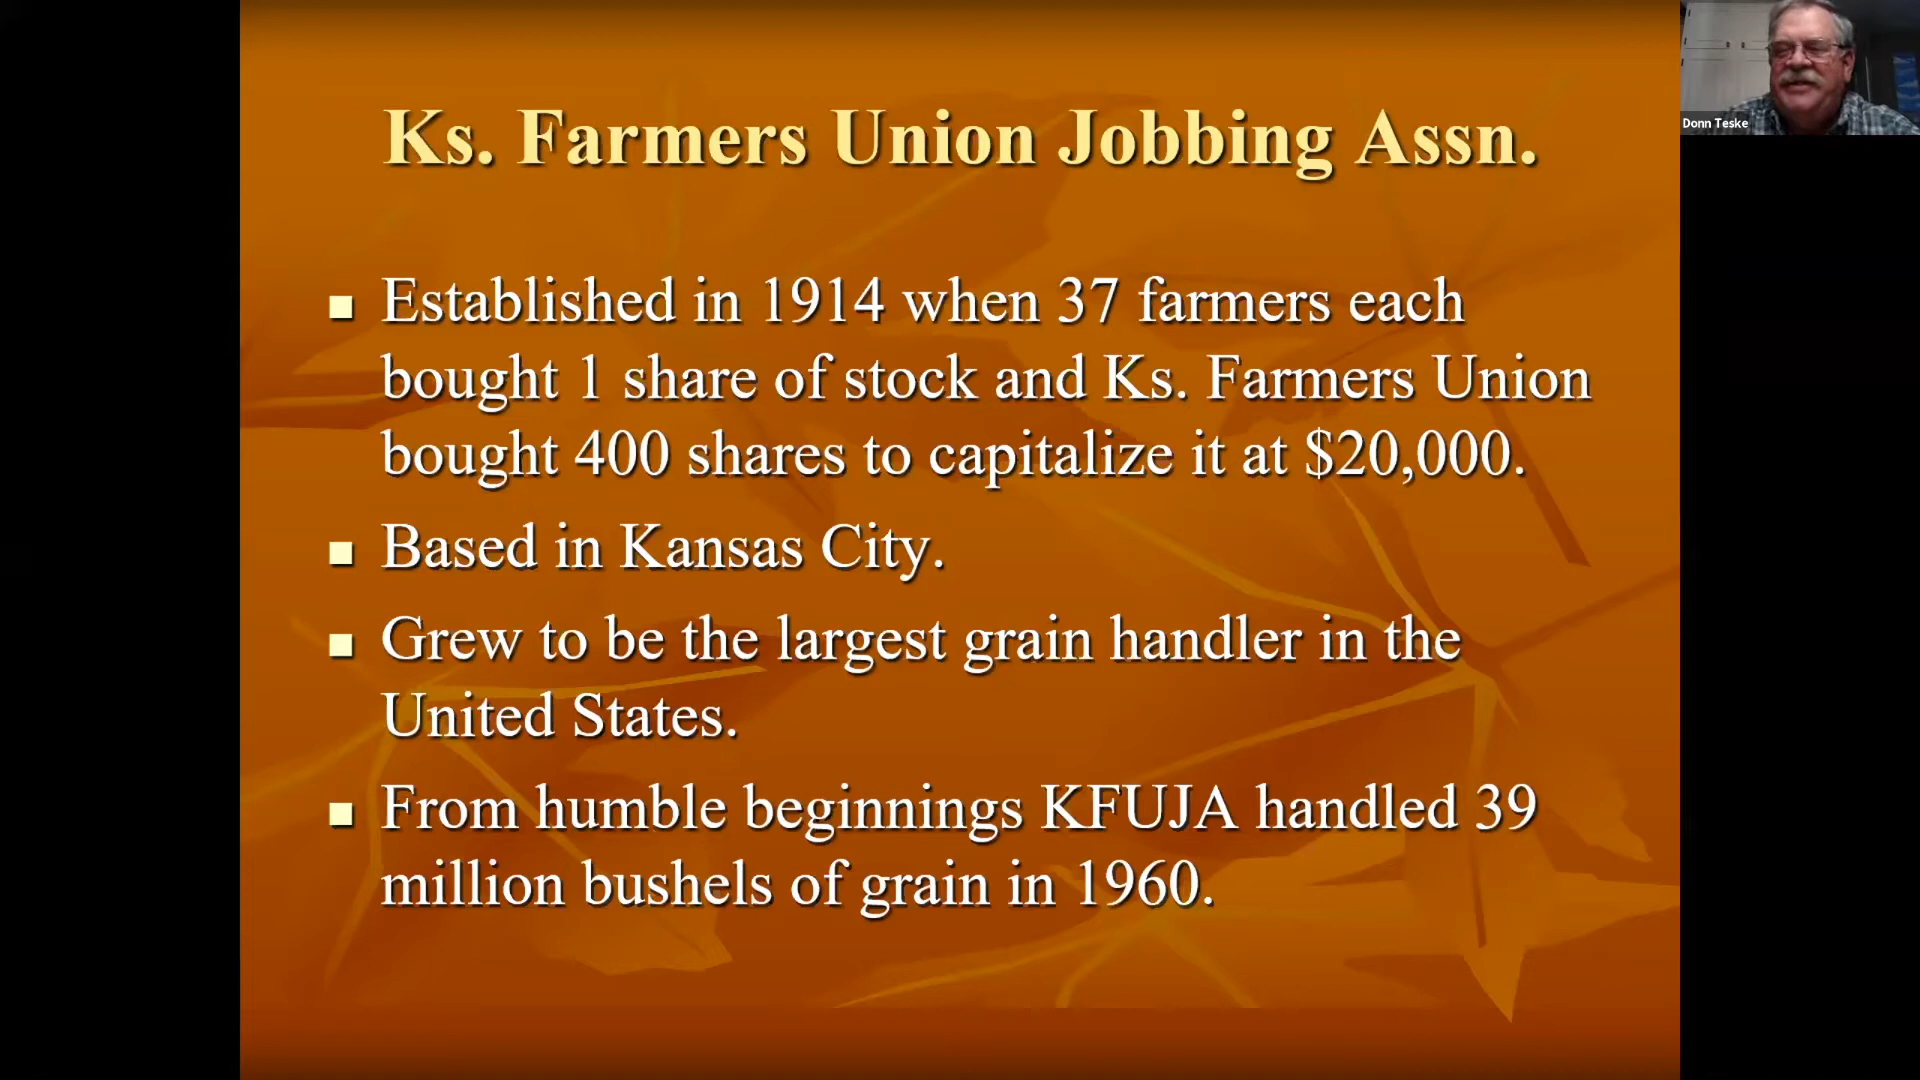 Ks. Farmers Union Jobbing Assn.
Donn Teske
Established in 1914 when 37 farmers each
bought 1 share of stock and Ks. Farmers Union
bought 400 shares to capitalize it at $20,000.
Based in Kansas City.
Grew to be the largest grain handler in the
United States.
From humble beginnings KFUJA handled 39
million bushels of grain in 1960.